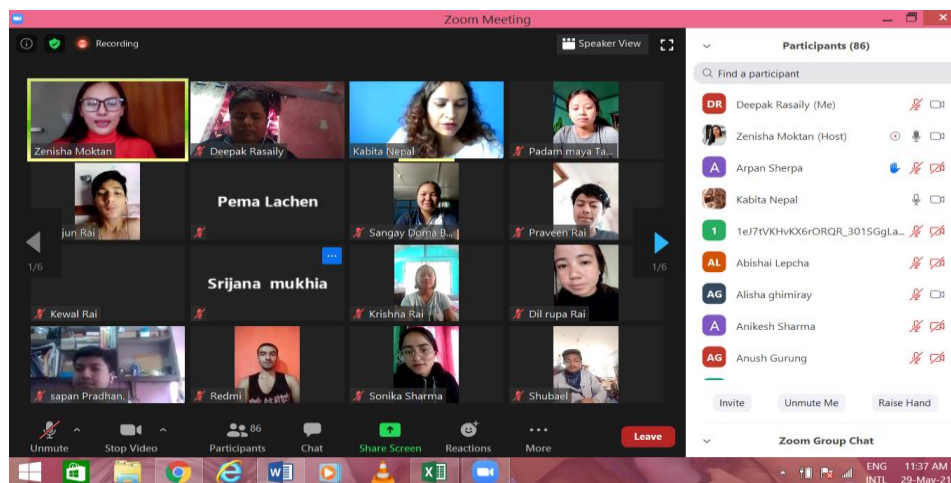 Zoom Meeting
Recording
Speaker View
Zenisha Moktan
Deepak Rasaily
Kabita Nepal
Padam maya Ta...
jun Rai
Pema Lachen
Sangay Doma B...
Praveen Rai
1/6
1/6
Kewal Rai
Srijana mukhia
Krishna Rai
Dil rupa Rai
sapan Pradhan.
Redmi
Sonika Sharma
Shubael
Unmute
Stop Video
86
Participants
Chat
Share Screen
Reactions
More
Leave
Participants (86)
Find a participant
DR Deepak Rasaily (Me)
Zenisha Moktan (Host)
A Arpan Sherpa
Kabita Nepal
1 1eJ7tVKHvKX6rORQR_301SGgLa...
AL Abishai Lepcha
AG Alisha ghimiray
A Anikesh Sharma
AG Anush Gurung
Invite
Unmute Me
Raise Hand
Zoom Group Chat
ENG
INTL
11:37 AM
29-May-2